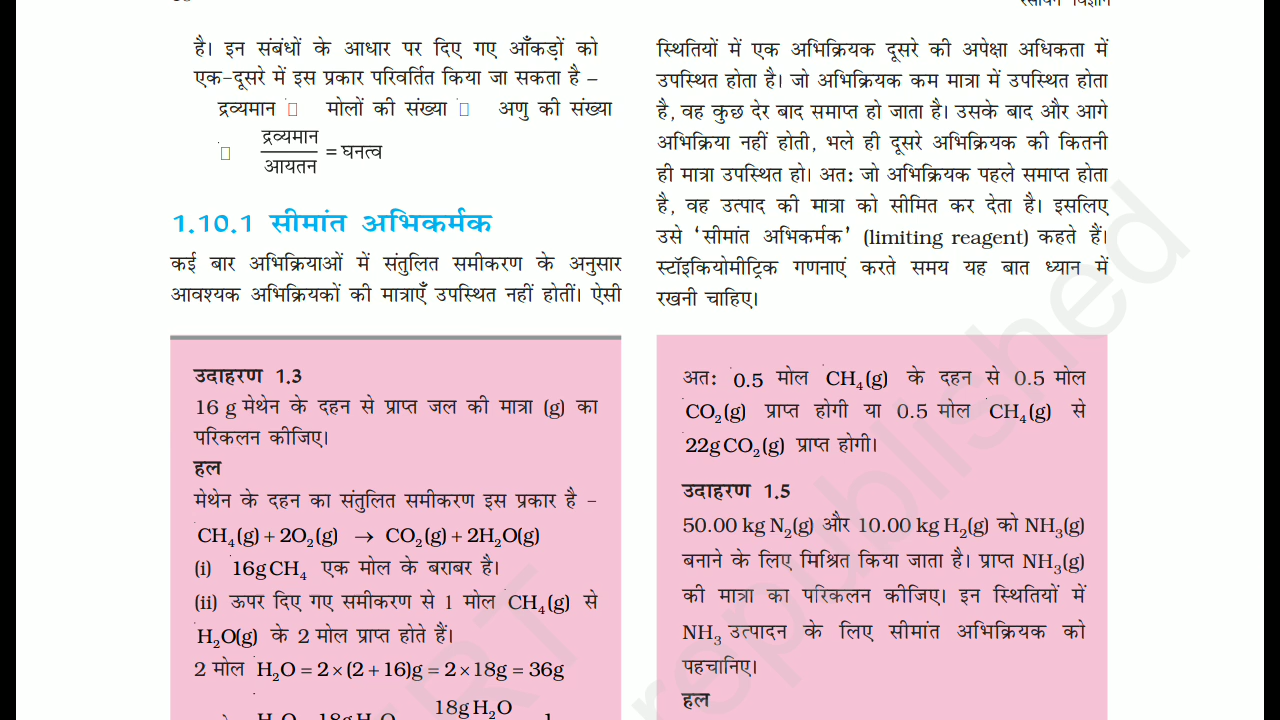 रसायन विज्ञान
है। इन संबंधों के आधार पर दिए गए आँकड़ों को
एक-दूसरे में इस प्रकार परिवर्तित किया जा सकता है –
द्रव्यमान मोलों की संख्या अणु की संख्या
द्रव्यमान
आयतन = घनत्व
1.10.1 सीमांत अभिकर्मक
कई बार अभिक्रियाओं में संतुलित समीकरण के अनुसार
आवश्यक अभिक्रियकों की मात्राएँ उपस्थित नहीं होतीं। ऐसी
स्थितियों में एक अभिक्रियक दूसरे की अपेक्षा अधिकता में
उपस्थित होता है। जो अभिक्रियक कम मात्रा में उपस्थित होता
है, वह कुछ देर बाद समाप्त हो जाता है। उसके बाद और आगे
अभिक्रिया नहीं होती, भले ही दूसरे अभिक्रियक की कितनी
ही मात्रा उपस्थित हो। अतः जो अभिक्रियक पहले समाप्त होता
है, वह उत्पाद की मात्रा को सीमित कर देता है। इसलिए
उसे ‘सीमांत अभिकर्मक’ (limiting reagent) कहते हैं।
स्टॉइकियोमीट्रिक गणनाएं करते समय यह बात ध्यान में
रखनी चाहिए।
उदाहरण 1.3
16 g मेथेन के दहन से प्राप्त जल की मात्रा (g) का
परिकलन कीजिए।
हल
मेथेन के दहन का संतुलित समीकरण इस प्रकार है –
CH₄(g) + 2O₂(g) → CO₂(g) + 2H₂O(g)
(i) 16g CH₄ एक मोल के बराबर है।
(ii) ऊपर दिए गए समीकरण से 1 मोल CH₄(g) से
H₂O(g) के 2 मोल प्राप्त होते हैं।
2 मोल H₂O = 2 × (2 + 16)g = 2 × 18g = 36g
18g H₂O
अतः 0.5 मोल CH₄(g) के दहन से 0.5 मोल
CO₂(g) प्राप्त होगी या 0.5 मोल CH₄(g) से
22g CO₂(g) प्राप्त होगी।
उदाहरण 1.5
50.00 kg N₂(g) और 10.00 kg H₂(g) को NH₃(g)
बनाने के लिए मिश्रित किया जाता है। प्राप्त NH₃(g)
की मात्रा का परिकलन कीजिए। इन स्थितियों में
NH₃ उत्पादन के लिए सीमांत अभिक्रियक को
पहचानिए।
हल
republished